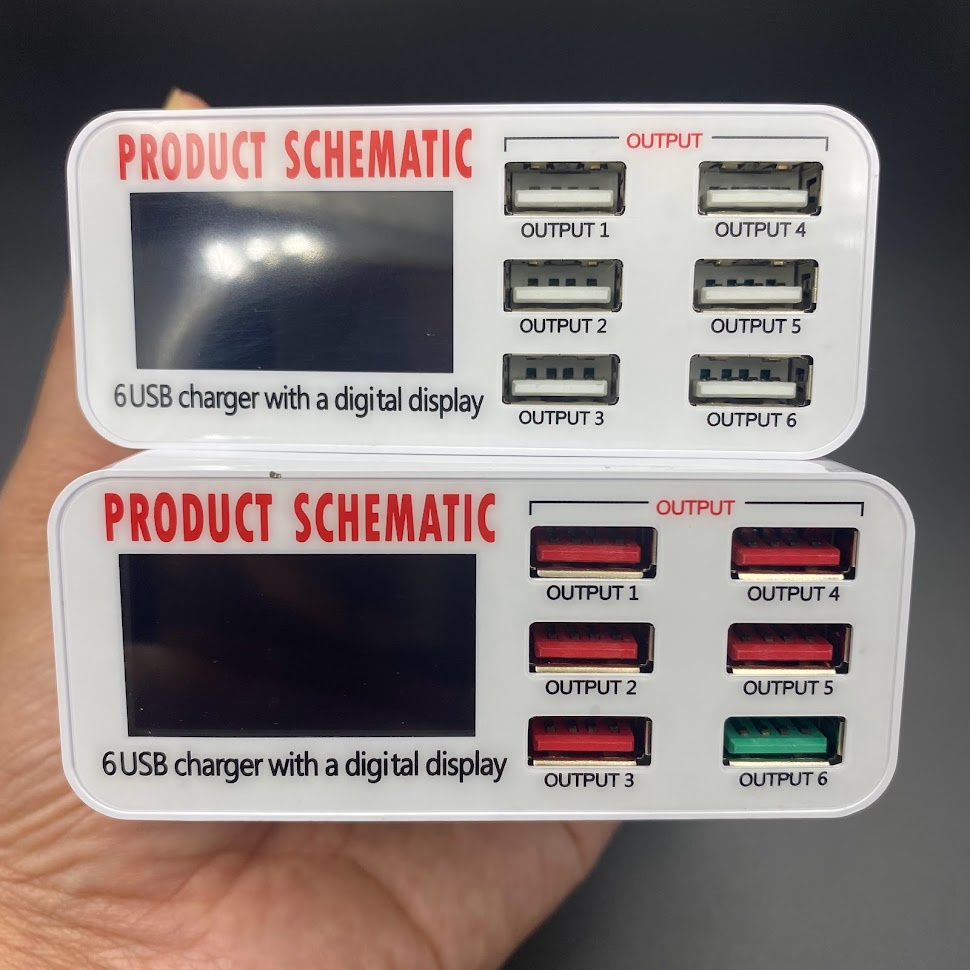 PRODUCT SCHEMATIC
OUTPUT
OUTPUT 1
OUTPUT 4
OUTPUT 2
OUTPUT 5
OUTPUT 3
OUTPUT 6
6 USB charger with a digital display
PRODUCT SCHEMATIC
OUTPUT
OUTPUT 1
OUTPUT 4
OUTPUT 2
OUTPUT 5
OUTPUT 3
OUTPUT 6
6 USB charger with a digital display